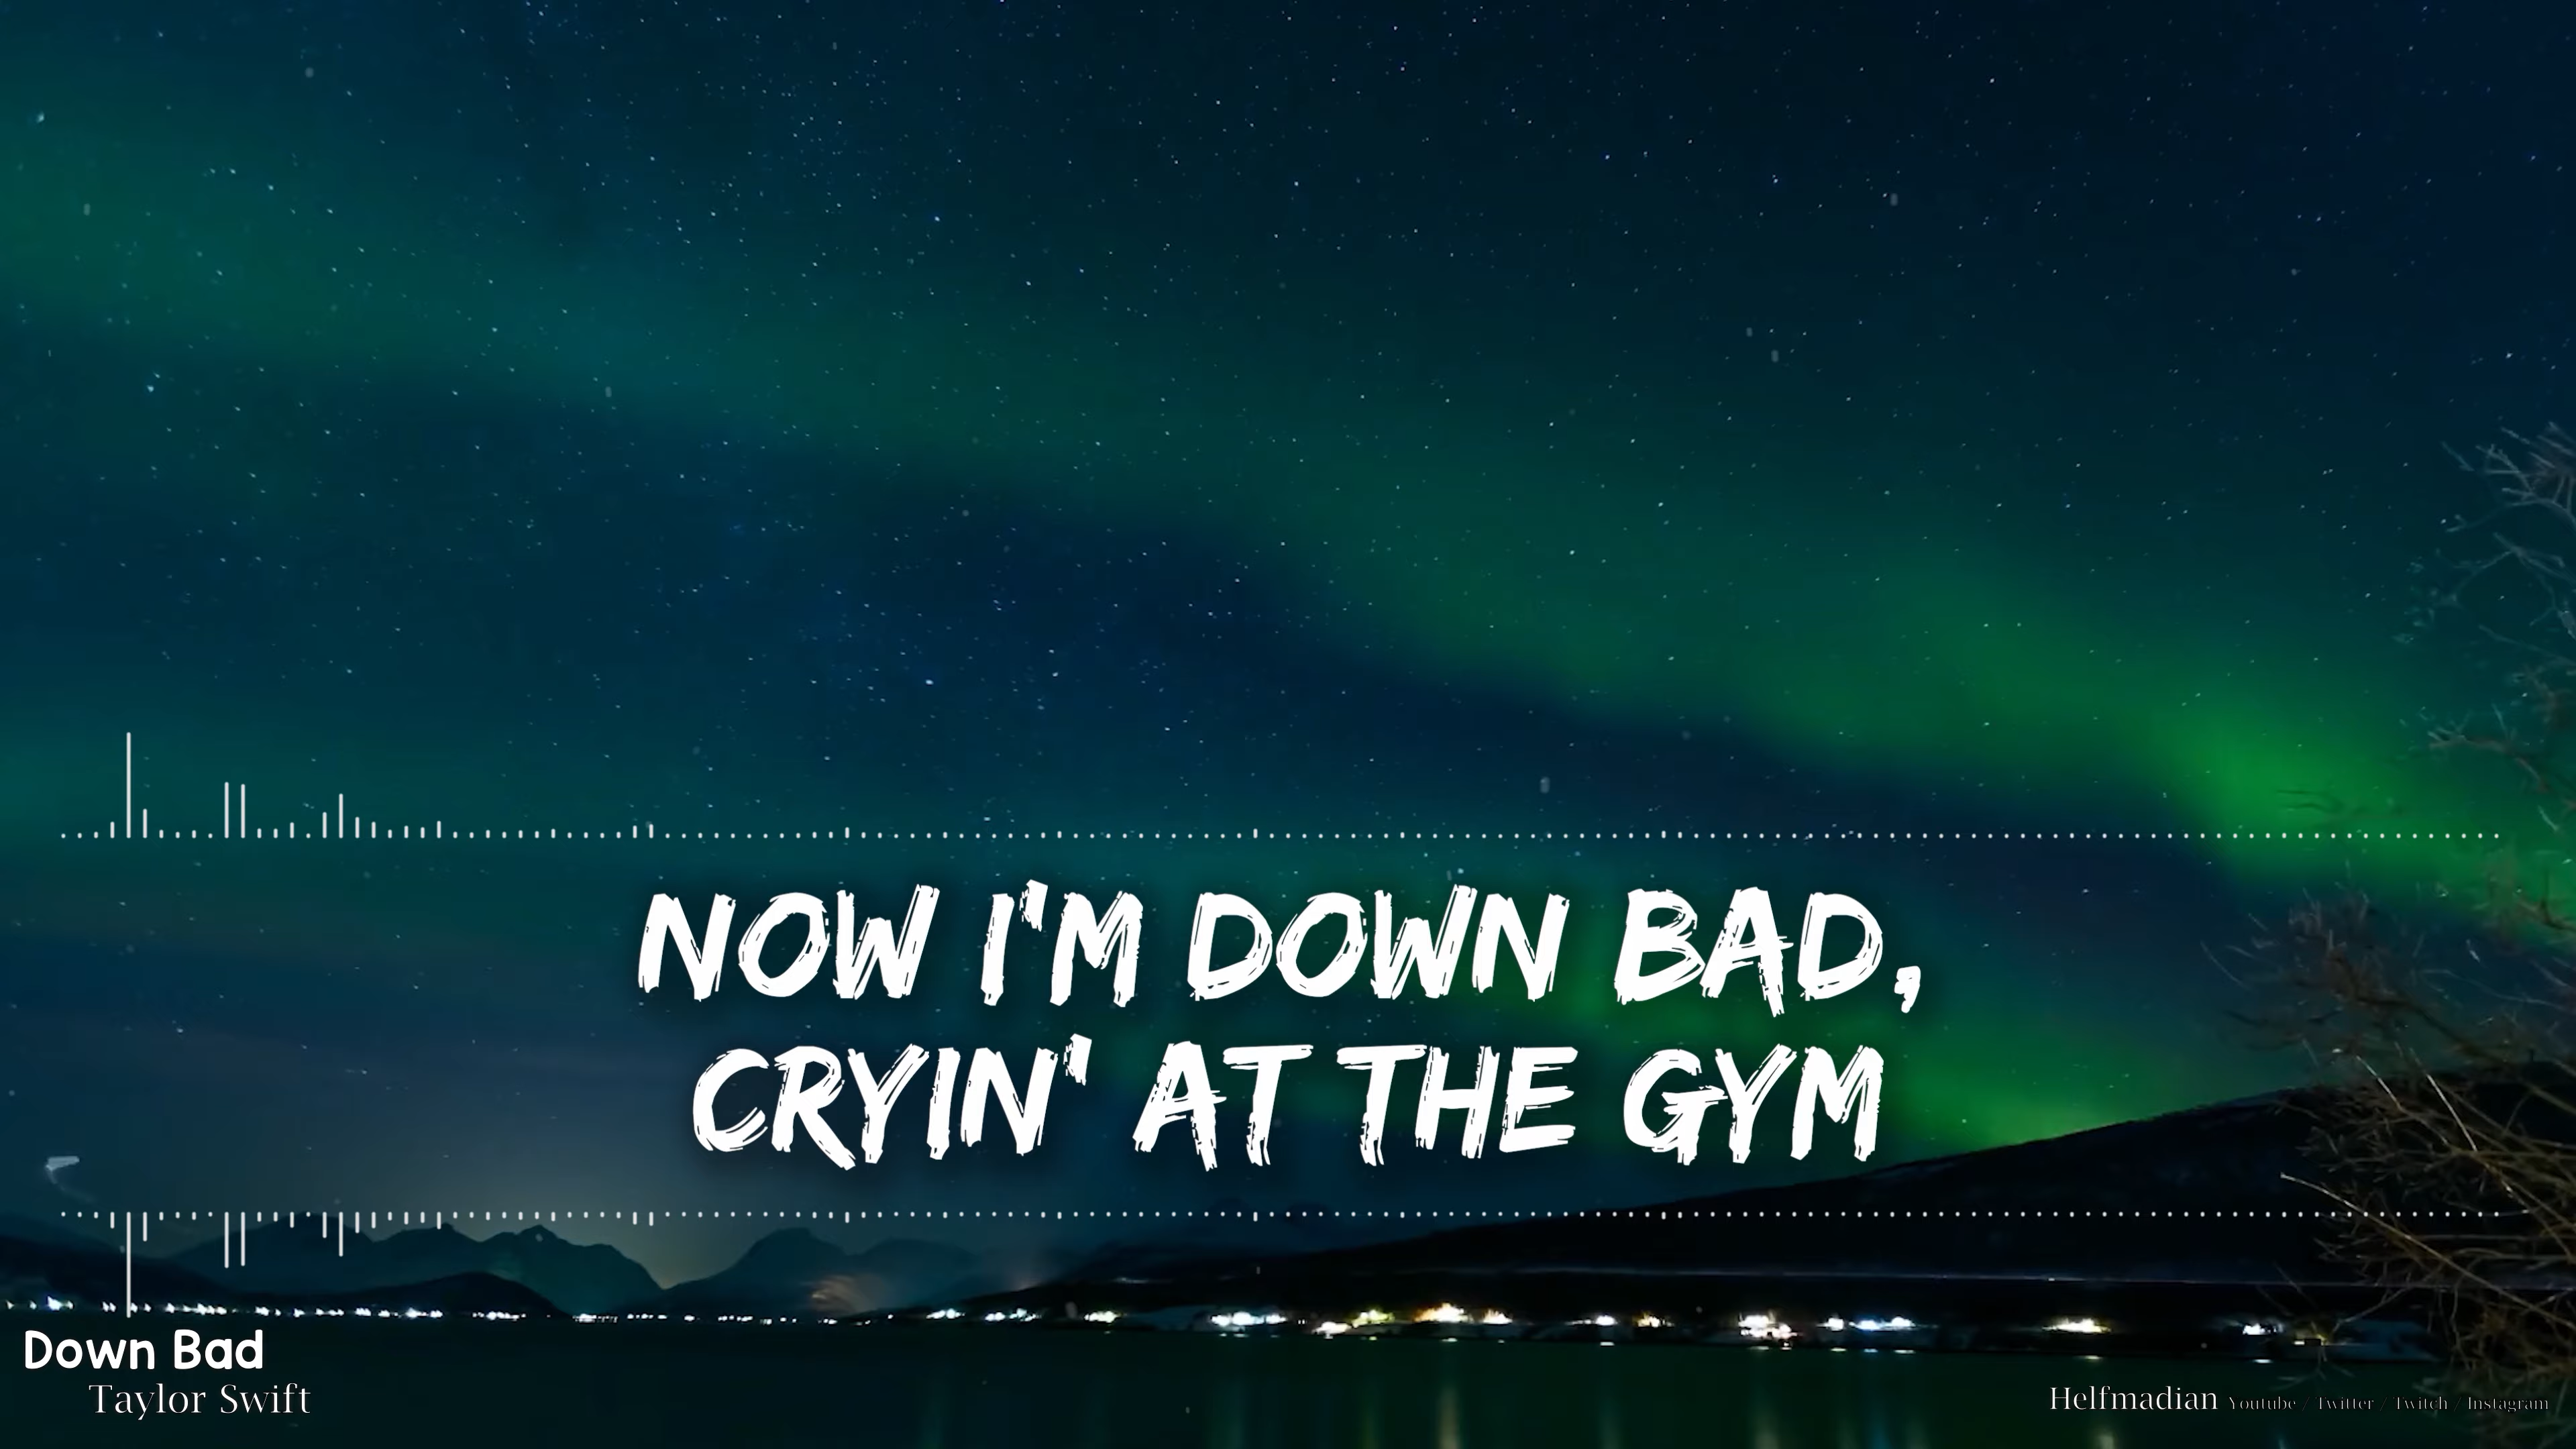 NOW I'M DOWN BAD,
CRYIN' AT THE GYM
Down Bad
Taylor Swift
Helfmadian Youtube / Twitter / Twitch / Instagram